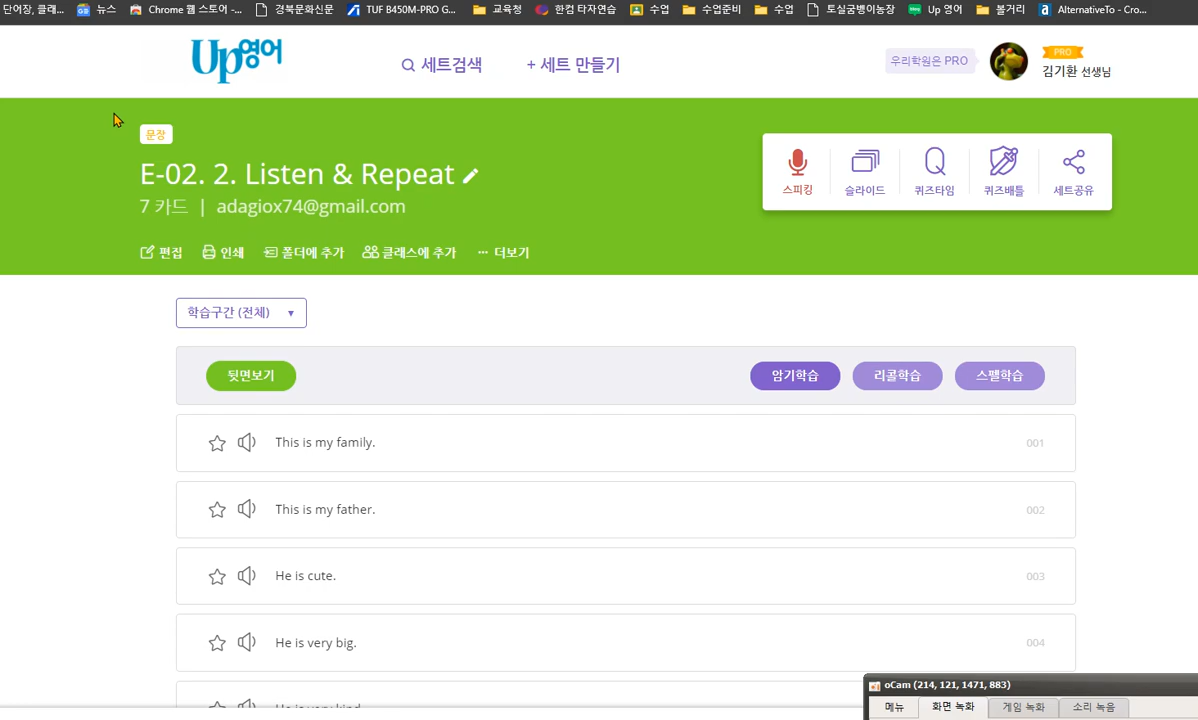 단어장, 클래... 뉴스 Chrome 웹 스토어 -... 경북문화신문 TUF B450M-PRO G... 교육청 한컴 타자연습 수업 수업준비 수업 토실굼벵이농장 Up 영어 볼거리 AlternativeTo - Cro...
Up영어 세트검색 + 세트 만들기 우리학원은 PRO PRO
김기환 선생님
문장
E-02. 2. Listen & Repeat
7 카드 | adagiox74@gmail.com
스피킹 슬라이드 퀴즈타임 퀴즈배틀 세트공유
편집 인쇄 폴더에 추가 클래스에 추가 ··· 더보기
학습구간 (전체) ▼
뒷면보기 암기학습 리콜학습 스펠학습
This is my family. 001
This is my father. 002
He is cute. 003
He is very big. 004
He is very kind.
oCam (214, 121, 1471, 883)
메뉴 화면 녹화 게임 녹화 소리 녹음